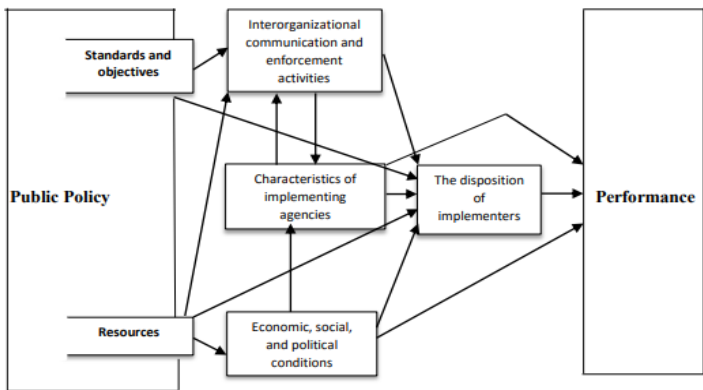 Interorganizational
communication and
enforcement
activities
Standards and
objectives
Public Policy
Characteristics of
implementing
agencies
The disposition
of
implementers
Performance
Resources
Economic, social,
and political
conditions